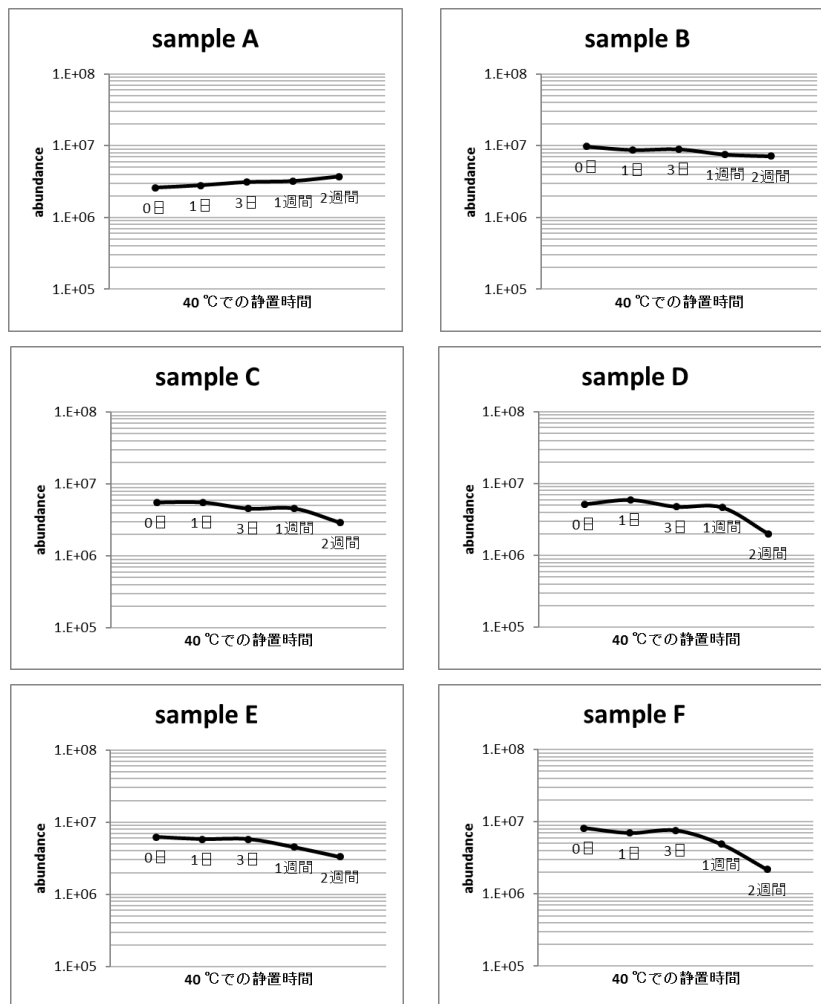 sample A
1.E+08
1.E+07
1.E+06
1.E+05
abundance
0日
1日
3日
1週間
2週間
40 ℃での静置時間
sample B
1.E+08
1.E+07
1.E+06
1.E+05
abundance
0日
1日
3日
1週間
2週間
40 ℃での静置時間
sample C
1.E+08
1.E+07
1.E+06
1.E+05
abundance
0日
1日
3日
1週間
2週間
40 ℃での静置時間
sample D
1.E+08
1.E+07
1.E+06
1.E+05
abundance
0日
1日
3日
1週間
2週間
40 ℃での静置時間
sample E
1.E+08
1.E+07
1.E+06
1.E+05
abundance
0日
1日
3日
1週間
2週間
40 ℃での静置時間
sample F
1.E+08
1.E+07
1.E+06
1.E+05
abundance
0日
1日
3日
1週間
2週間
40 ℃での静置時間